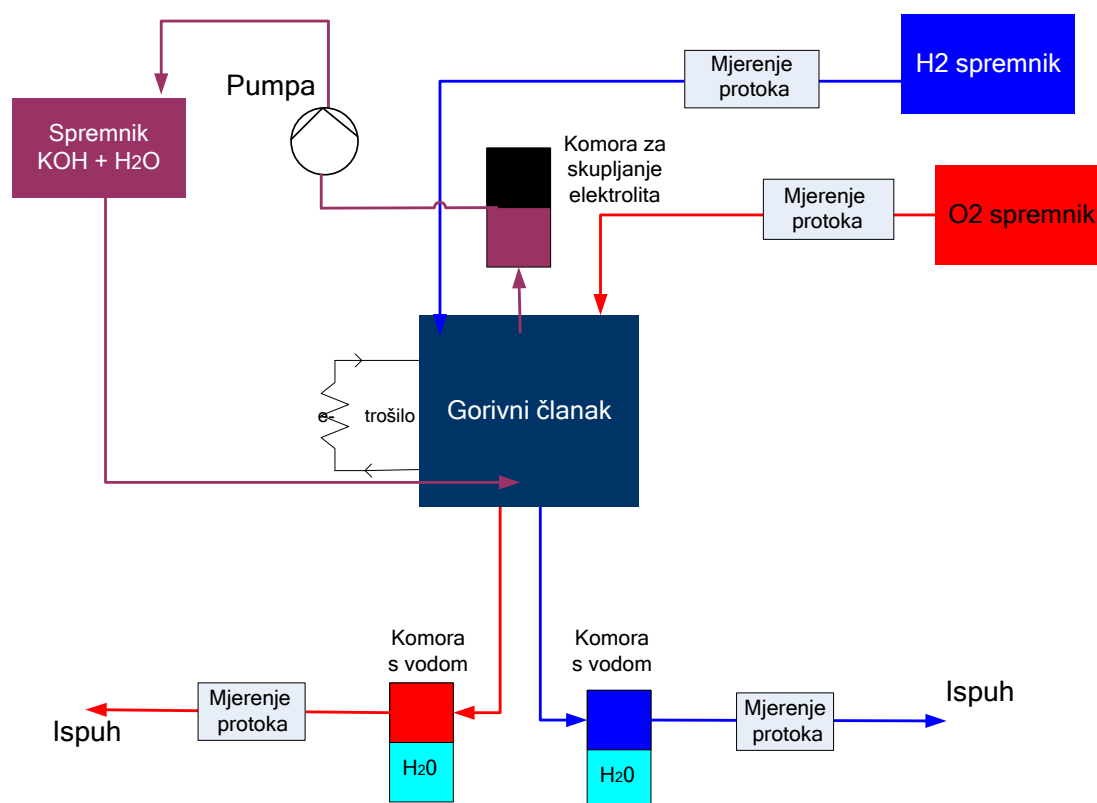 H2 spremnik
Mjerenje
protoka
Pumpa
Spremnik
KOH + H2O
Komora za
skupljanje
elektrolita
Mjerenje
protoka
O2 spremnik
e-
trošilo
Gorivni članak
Komora
s vodom
Komora
s vodom
Mjerenje
protoka
Ispuh
Mjerenje
protoka
Ispuh
H20
H20